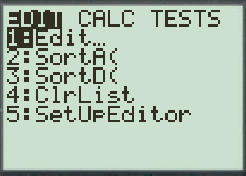 EDIT CALC TESTS
1:Edit…
2:SortA(
3:SortD(
4:ClrList
5:SetUpEditor